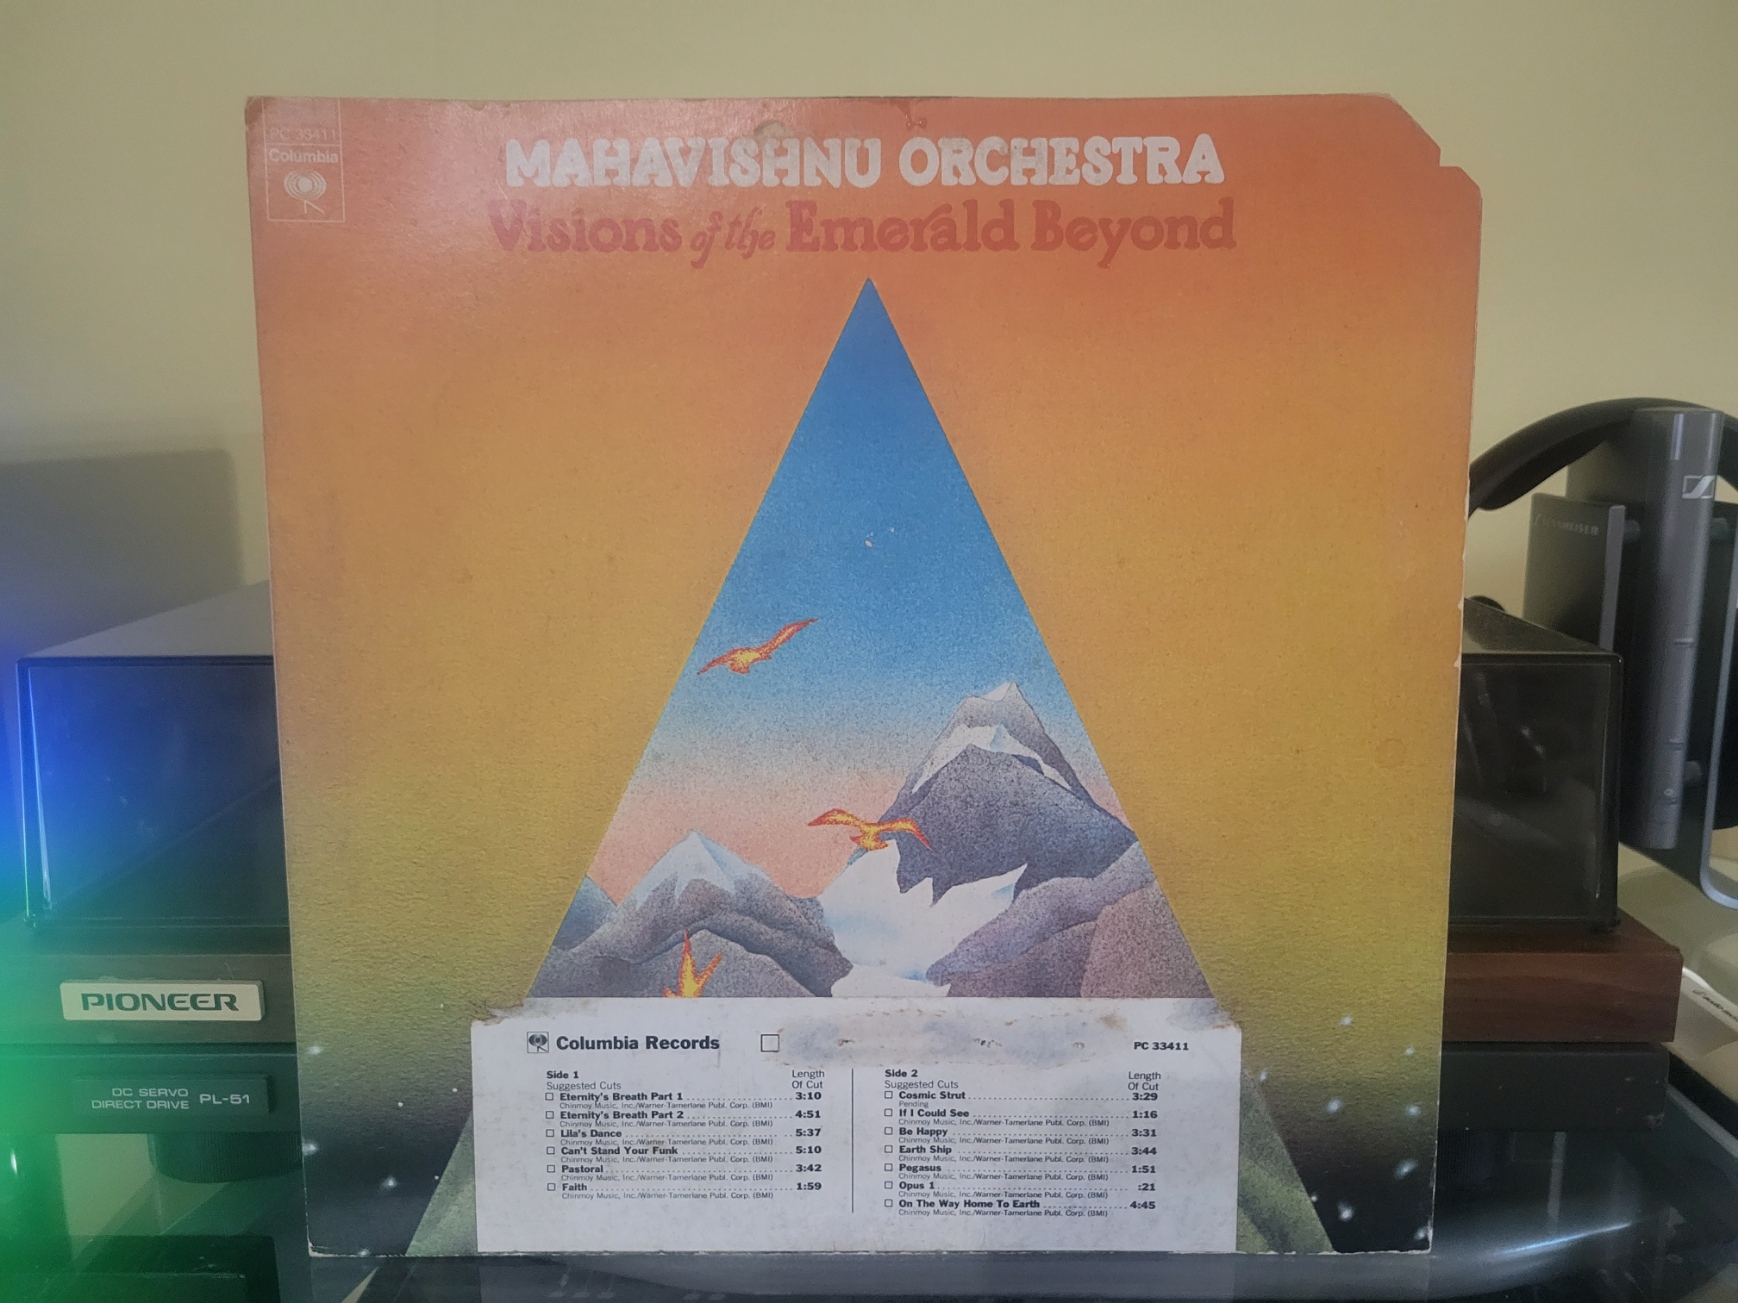 PC 33411
Columbia
MAHAVISHNU ORCHESTRA
Visions of the Emerald Beyond
SENNHEISER
PIONEER
DC SERVO
DIRECT DRIVE PL-51
Columbia Records PC 33411
Side 1 Length
Suggested Cuts Of Cut
Eternity's Breath Part 1 3:10
Chinmoy Music, Inc./Warner-Tamerlane Publ. Corp. (BMI)
Eternity's Breath Part 2 4:51
Chinmoy Music, Inc./Warner-Tamerlane Publ. Corp. (BMI)
Lila's Dance 5:37
Chinmoy Music, Inc./Warner-Tamerlane Publ. Corp. (BMI)
Can't Stand Your Funk 5:10
Chinmoy Music, Inc./Warner-Tamerlane Publ. Corp. (BMI)
Pastoral 3:42
Chinmoy Music, Inc./Warner-Tamerlane Publ. Corp. (BMI)
Faith 1:59
Chinmoy Music, Inc./Warner-Tamerlane Publ. Corp. (BMI)
Side 2 Length
Suggested Cuts Of Cut
Cosmic Strut 3:29
Pending
If I Could See 1:16
Chinmoy Music, Inc./Warner-Tamerlane Publ. Corp. (BMI)
Be Happy 3:31
Chinmoy Music, Inc./Warner-Tamerlane Publ. Corp. (BMI)
Earth Ship 3:44
Chinmoy Music, Inc./Warner-Tamerlane Publ. Corp. (BMI)
Pegasus 1:51
Chinmoy Music, Inc./Warner-Tamerlane Publ. Corp. (BMI)
Opus 1 :21
Chinmoy Music, Inc./Warner-Tamerlane Publ. Corp. (BMI)
On The Way Home To Earth 4:45
Chinmoy Music, Inc./Warner-Tamerlane Publ. Corp. (BMI)